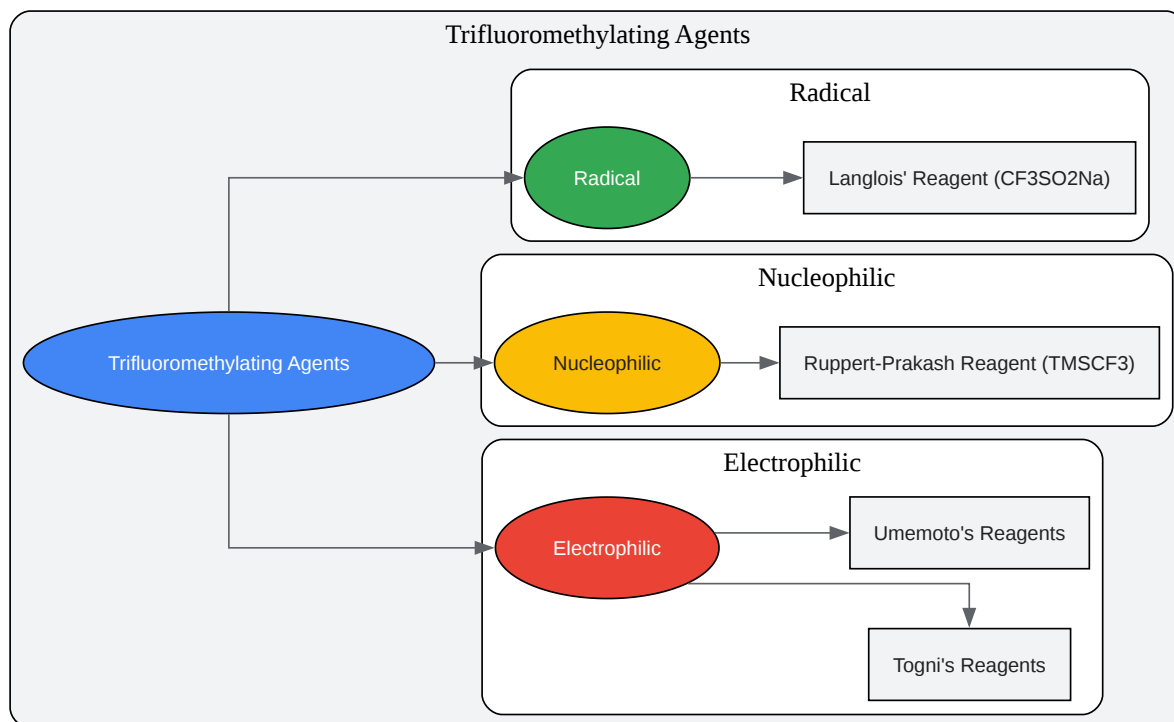 Trifluoromethylating Agents
Radical
Radical
Langlois' Reagent (CF3SO2Na)
Nucleophilic
Trifluoromethylating Agents
Nucleophilic
Ruppert-Prakash Reagent (TMSCF3)
Electrophilic
Electrophilic
Umemoto's Reagents
Togni's Reagents